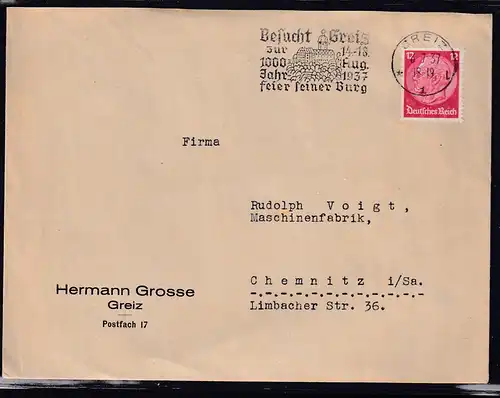 Besucht Greiz
zur 14.-16.
1000 Aug.
Jahr 1937
feier seiner Burg
GREIZ
12 12
Deutsches Reich
Firma
Rudolph Voigt,
Maschinenfabrik,
Chemnitz i/Sa.
Limbacher Str. 36.
Hermann Grosse
Greiz
Postfach 17